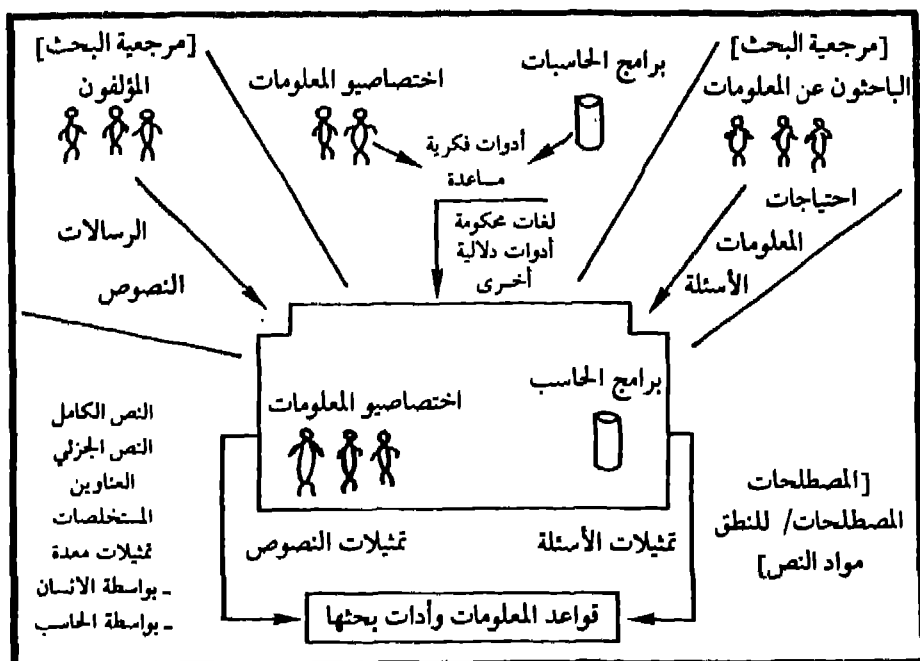 [مرجعية البحث]
الباحثون عن المعلومات
احتياجات
المعلومات
الأسئلة
برامج الحاسبات
اختصاصيو المعلومات
أدوات فكرية
مساعدة
لغات محكومة
أدوات دلالية
أخرى
[مرجعية البحث]
المؤلفون
الرسالات
النصوص
برامج الحاسب
اختصاصيو المعلومات
[المصطلحات
المصطلحات/ للنطق
مواد النص]
تمثيلات الأسئلة
تمثيلات النصوص
النص الكامل
النص الجزئي
العناوين
المستخلصات
تمثيلات معدة
ـ بواسطة الانسان
ـ بواسطة الحاسب
قواعد المعلومات وأدات بحثها